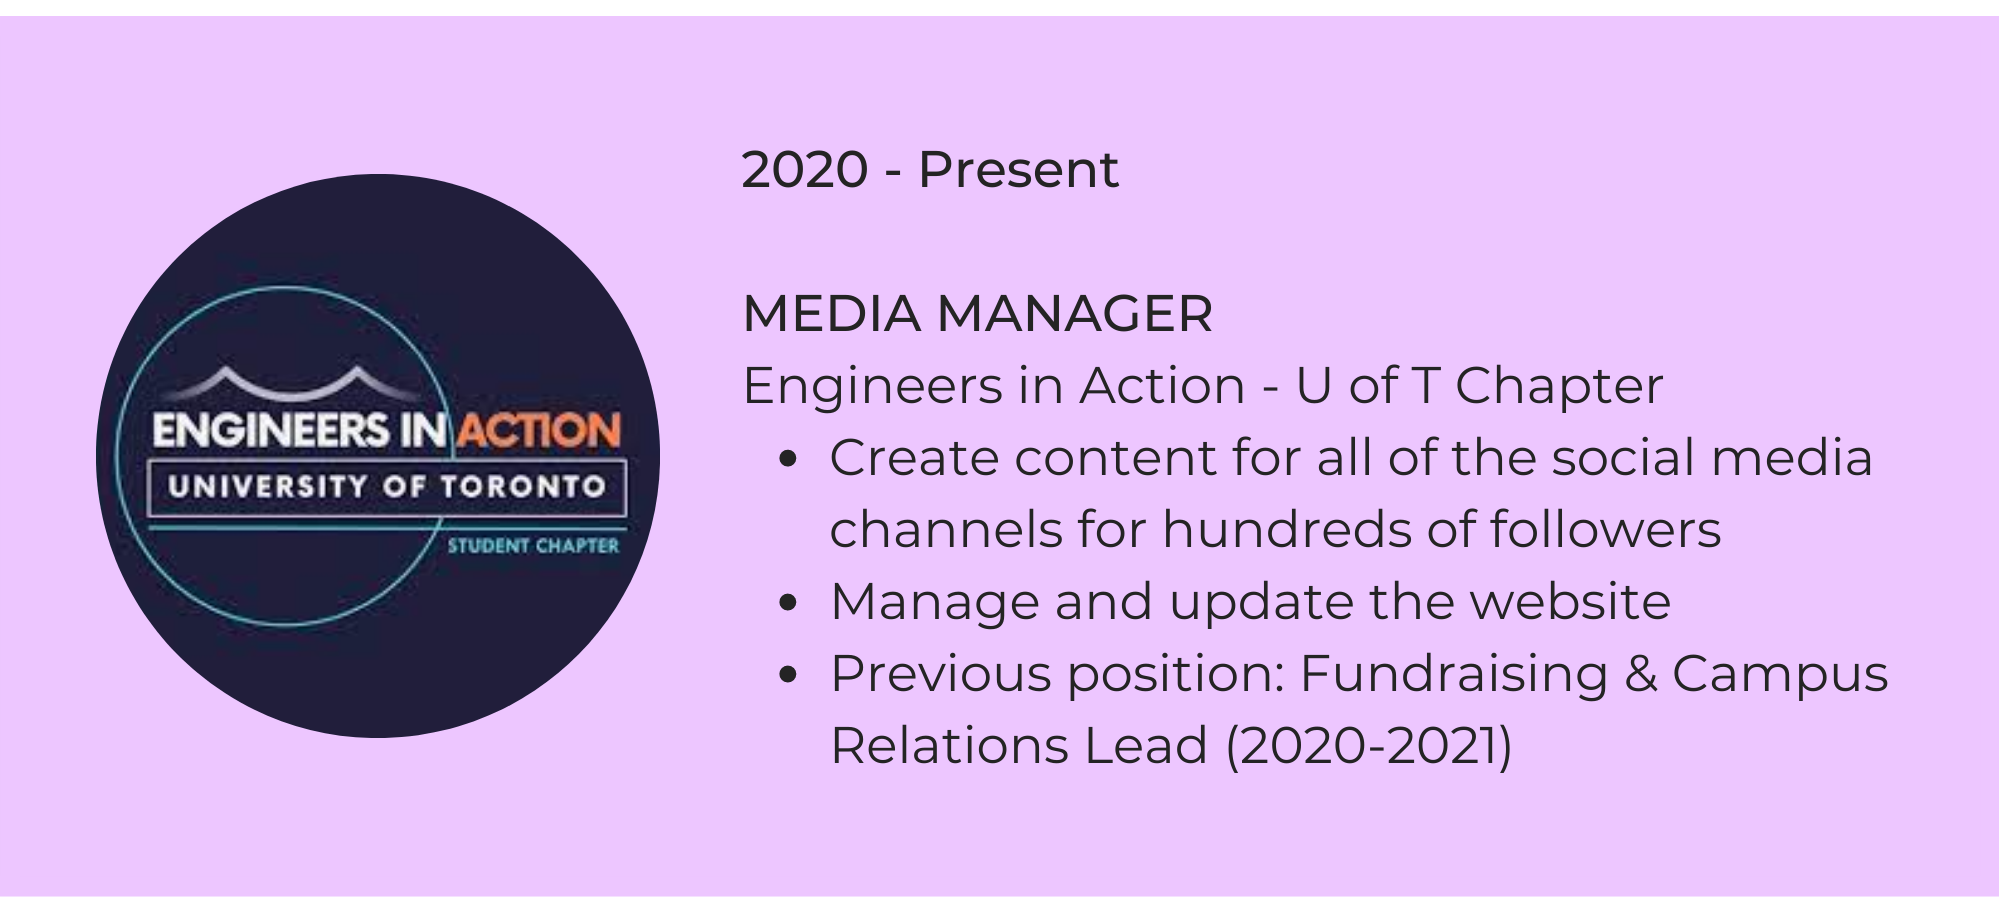 ENGINEERS IN ACTION
UNIVERSITY OF TORONTO
STUDENT CHAPTER
2020 - Present
MEDIA MANAGER
Engineers in Action - U of T Chapter
• Create content for all of the social media
channels for hundreds of followers
• Manage and update the website
• Previous position: Fundraising & Campus
Relations Lead (2020-2021)